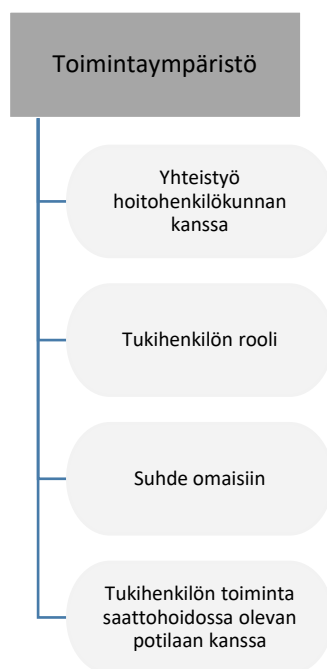 Toimintaympäristö
Yhteistyö
hoitohenkilökunnan
kanssa
Tukihenkilön rooli
Suhde omaisiin
Tukihenkilön toiminta
saattohoidossa olevan
potilaan kanssa